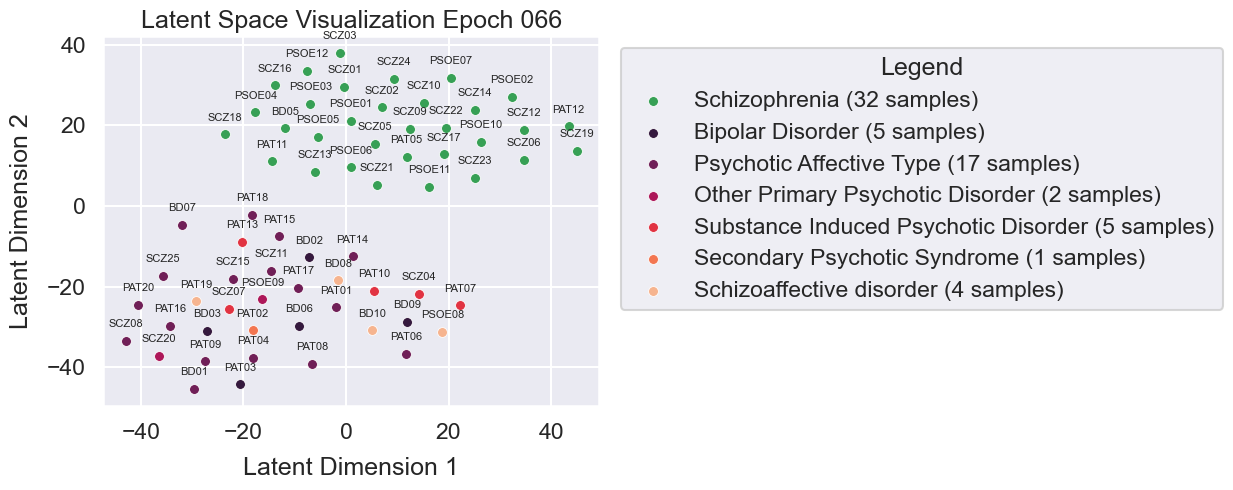 Latent Space Visualization Epoch 066
SCZ03
PSOE12
PSOE07
SCZ24
SCZ16
SCZ01
PSOE03
SCZ10
PSOE02
SCZ02
SCZ14
PSOE04
PSOE01
BD05
SCZ09
SCZ22
SCZ12
PAT12
SCZ18
PSOE05
SCZ05
PSOE10
PAT05
SCZ17
SCZ19
PAT11
PSOE06
SCZ06
SCZ13
SCZ21
PSOE11
SCZ23
PAT18
BD07
PAT13
PAT15
BD02
PAT14
SCZ25
SCZ15
SCZ11
BD08
PAT20
PAT19
PSOE09
PAT17
PAT10
SCZ04
SCZ07
PAT01
PAT07
PAT16
BD03
PAT02
BD06
BD10
BD09
PSOE08
SCZ08
SCZ20
PAT09
PAT04
PAT08
PAT06
BD01
PAT03
40
20
0
−20
−40
−40
−20
0
20
40
Latent Dimension 1
Latent Dimension 2
Legend
Schizophrenia (32 samples)
Bipolar Disorder (5 samples)
Psychotic Affective Type (17 samples)
Other Primary Psychotic Disorder (2 samples)
Substance Induced Psychotic Disorder (5 samples)
Secondary Psychotic Syndrome (1 samples)
Schizoaffective disorder (4 samples)